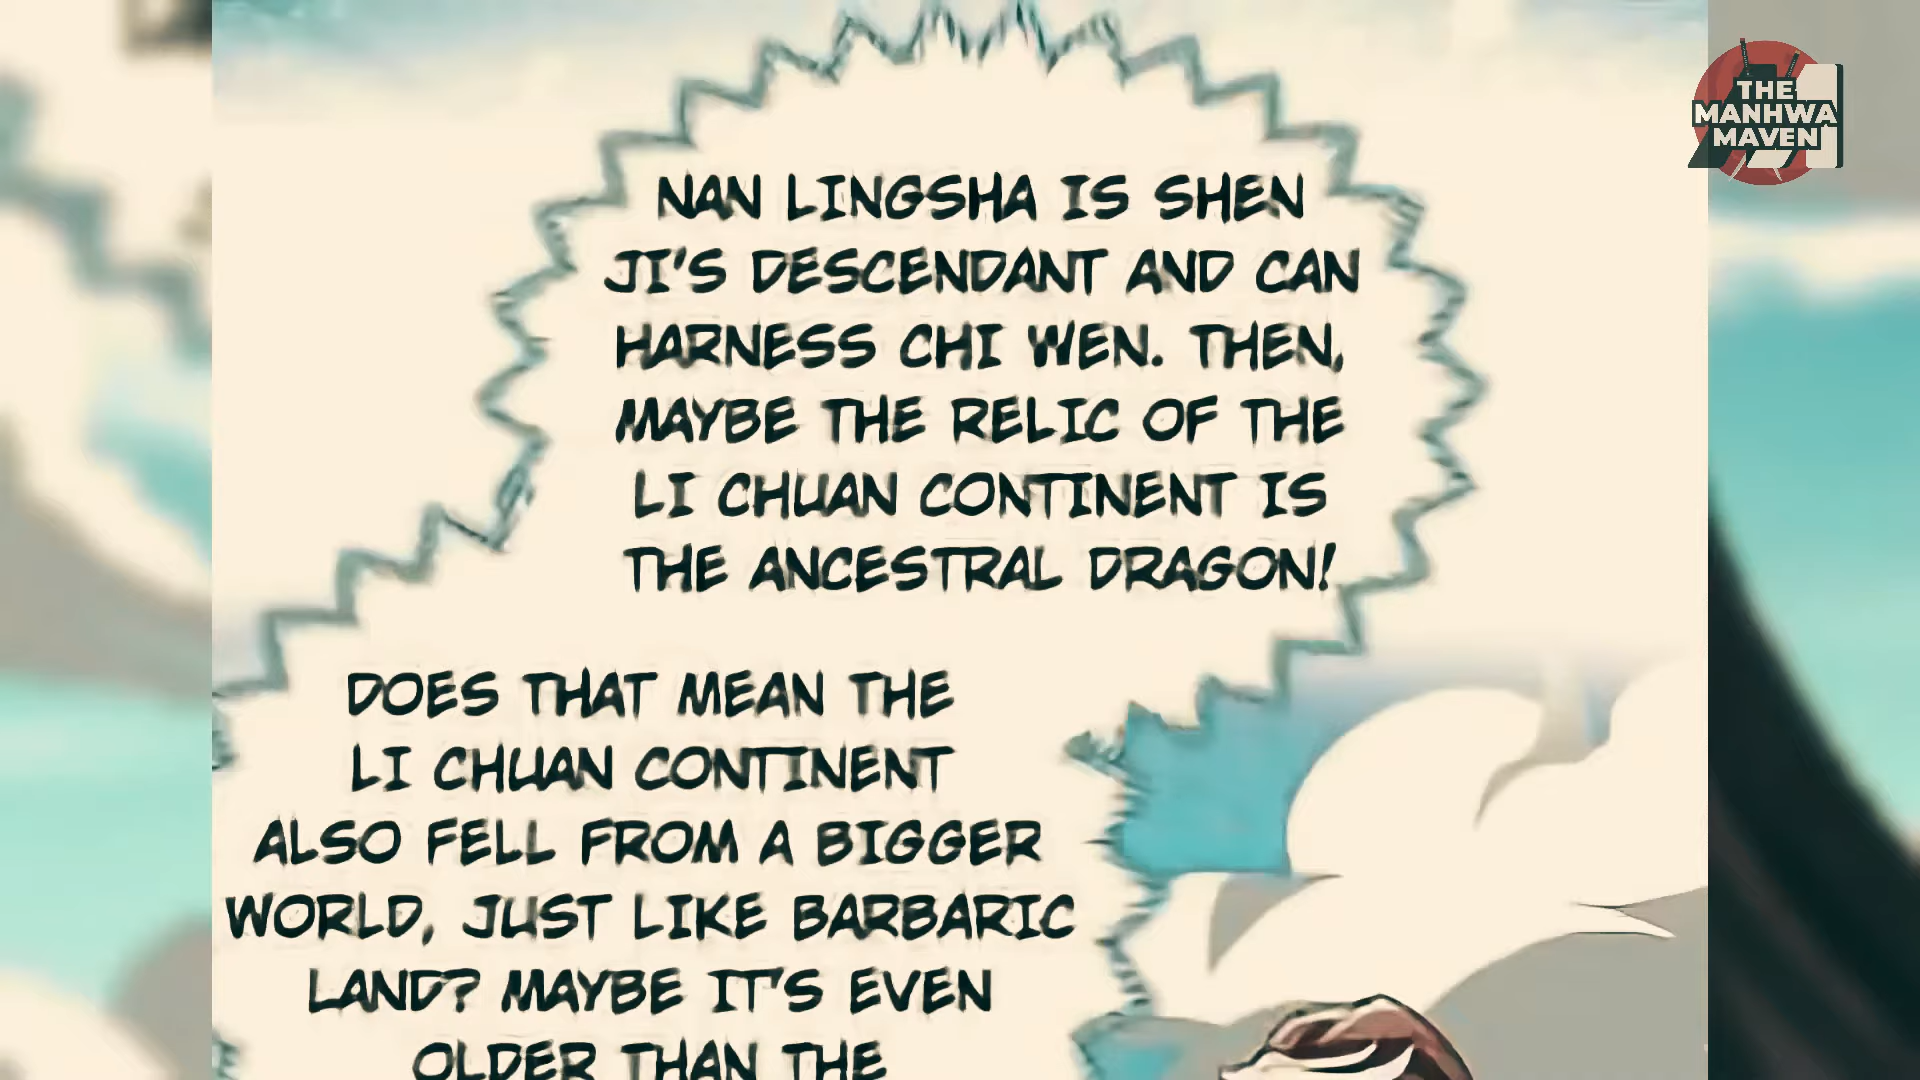 THE
MANHWA
MAVEN
NAN LINGSHA IS SHEN
JI'S DESCENDANT AND CAN
HARNESS CHI WEN. THEN,
MAYBE THE RELIC OF THE
LI CHUAN CONTINENT IS
THE ANCESTRAL DRAGON!
DOES THAT MEAN THE
LI CHUAN CONTINENT
ALSO FELL FROM A BIGGER
WORLD, JUST LIKE BARBARIC
LAND? MAYBE IT'S EVEN
OLDER THAN THE